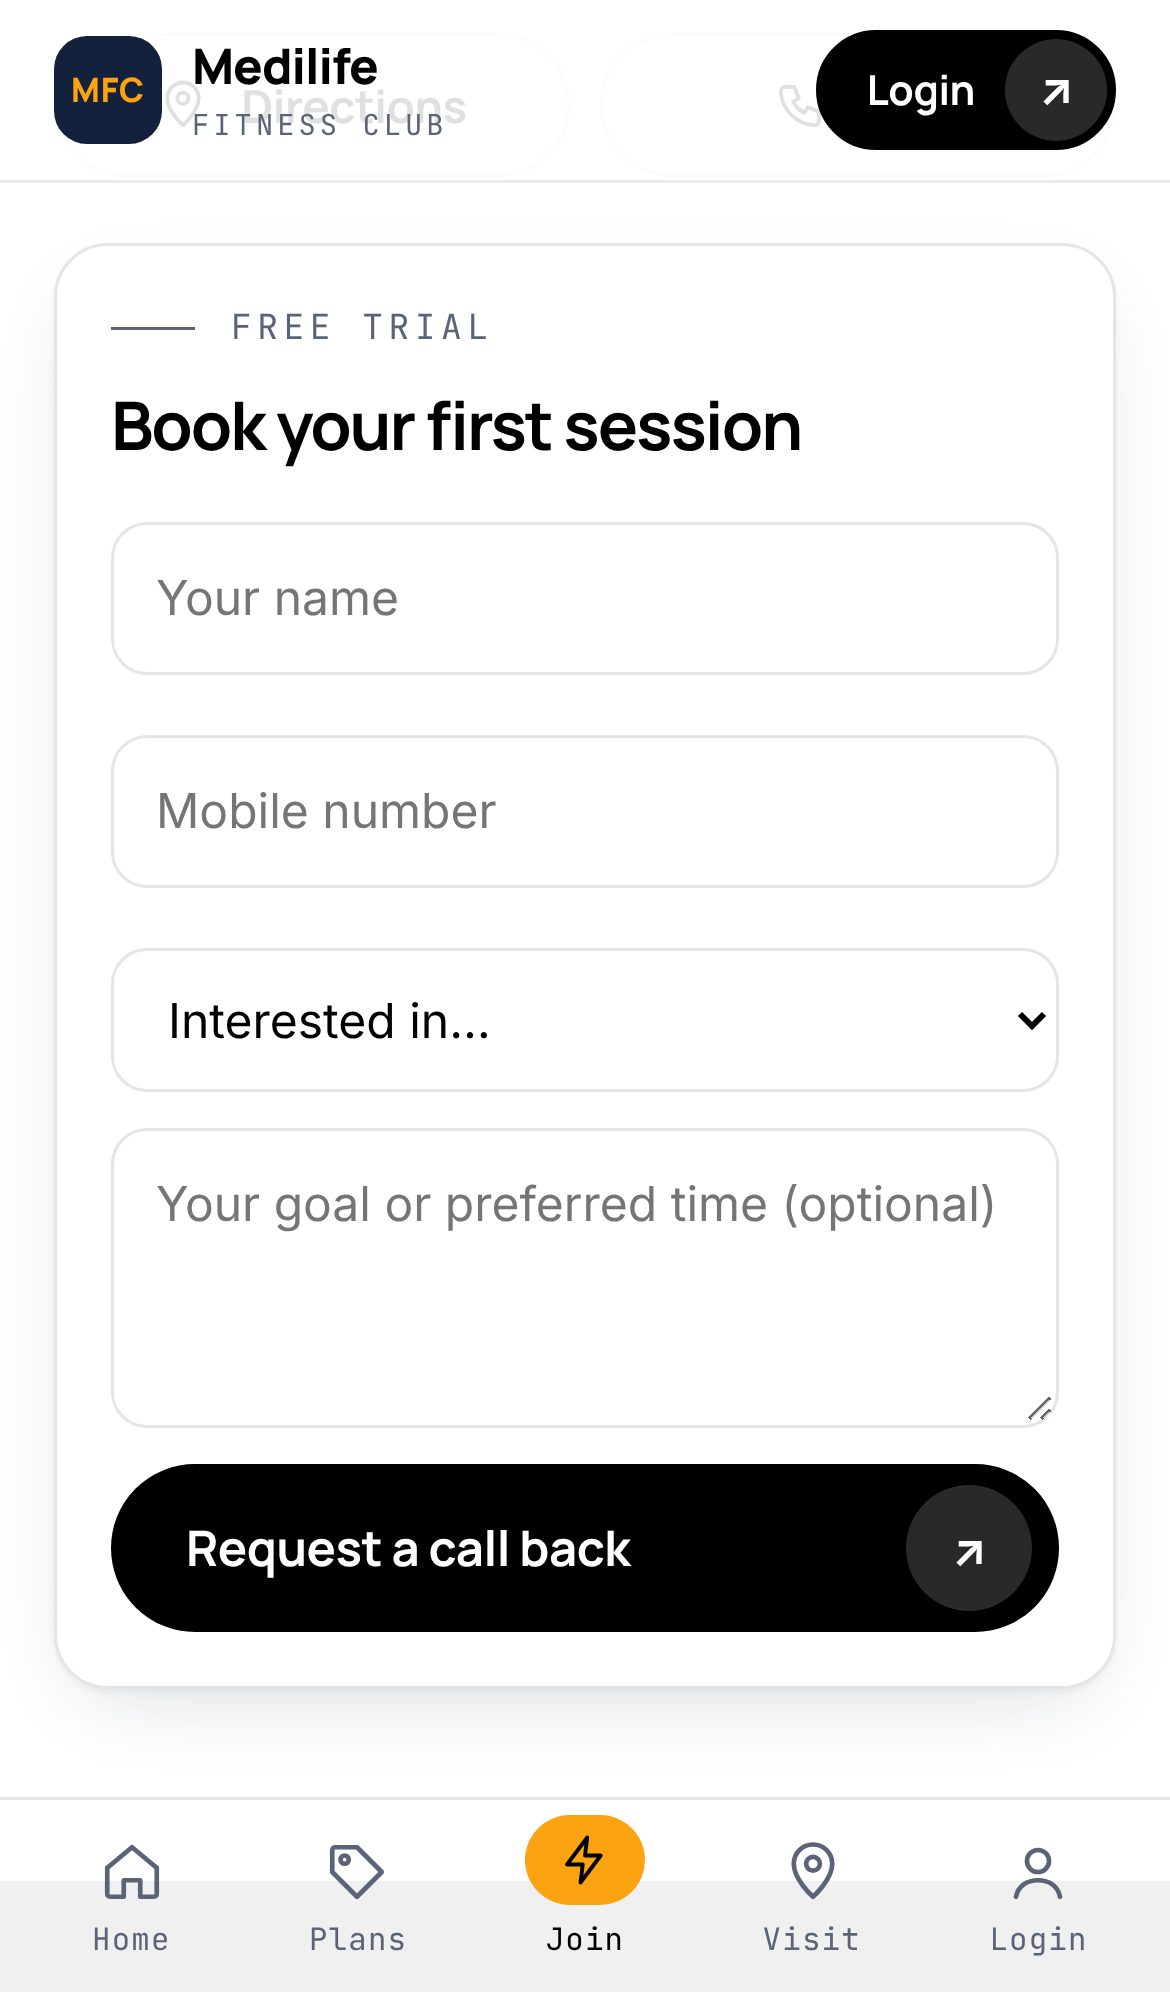 MFC
Medilife
Directions
FITNESS CLUB
Login
FREE TRIAL
Book your first session
Your name
Mobile number
Interested in...
Your goal or preferred time (optional)
Request a call back
Home
Plans
Join
Visit
Login